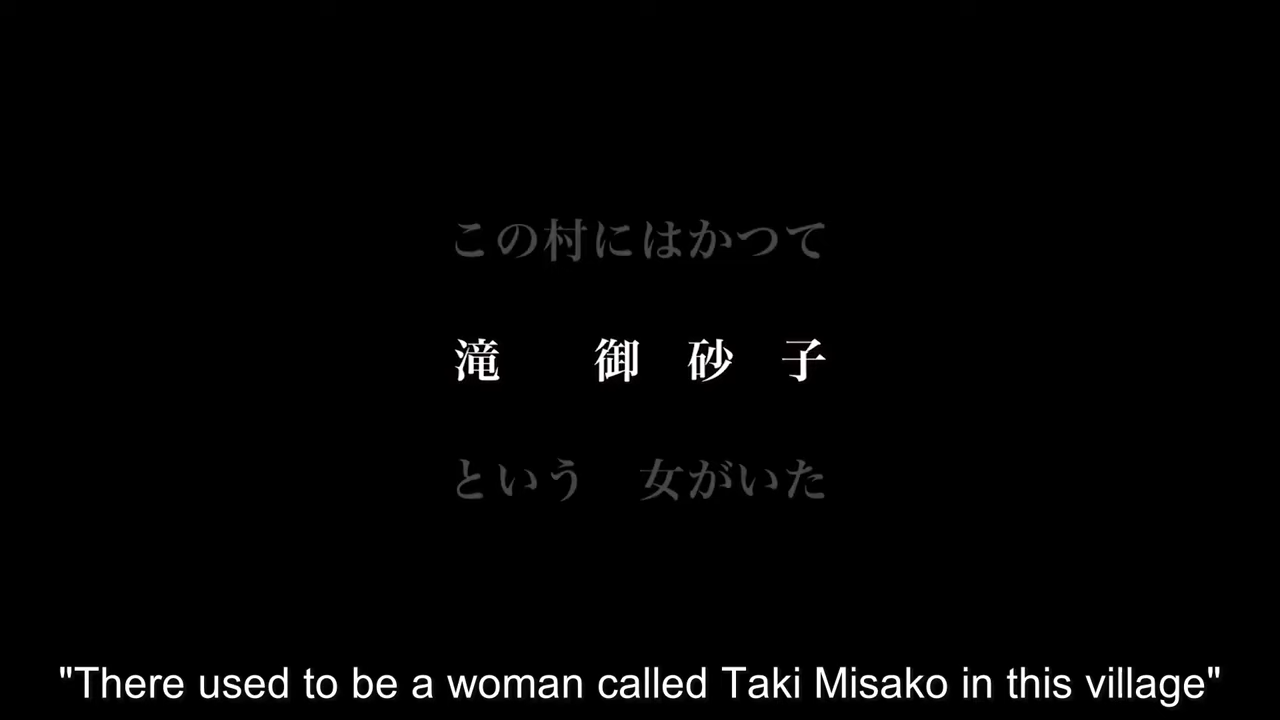 この村にはかつて
滝　御 砂 子
という　女がいた
"There used to be a woman called Taki Misako in this village"